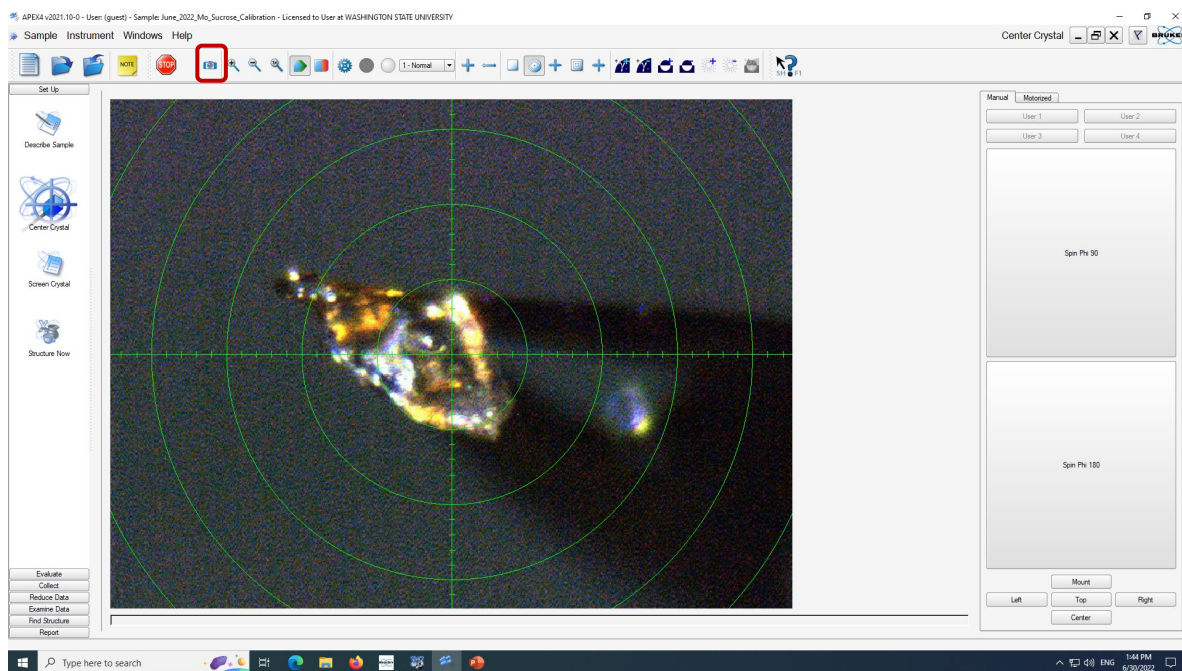 APEX4 v2021.10-0 - User: (guest) - Sample: June_2022_Mo_Sucrose_Calibration - Licensed to User at WASHINGTON STATE UNIVERSITY
Sample Instrument Windows Help
Center Crystal
BRUKER
NOTE
STOP
1 - Normal
SH F1
Set Up
Describe Sample
Center Crystal
Screen Crystal
Structure Now
Evaluate
Collect
Reduce Data
Examine Data
Find Structure
Report
Manual Motorized
User 1 User 2
User 3 User 4
Spin Phi 90
Spin Phi 180
Mount
Left Top Right
Center
Type here to search
ENG
1:44 PM
6/30/2022